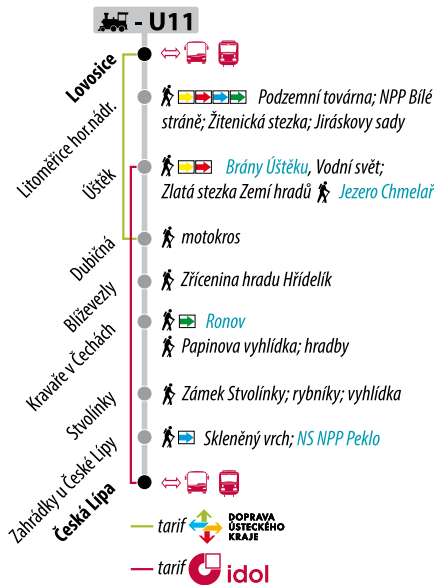 - U11
Lovosice
Litoměřice hor.nádr.
Podzemní továrna; NPP Bílé
stráně; Žitenická stezka; Jiráskovy sady
Úštěk
Brány Úštěku, Vodní svět;
Zlatá stezka Zemí hradů Jezero Chmelař
Dubičná
motokros
Blíževezly
Zřícenina hradu Hřídelík
Kravaře v Čechách
Ronov
Papinova vyhlídka; hradby
Stvolínky
Zámek Stvolínky; rybníky; vyhlídka
Zahrádky u České Lípy
Skleněný vrch; NS NPP Peklo
Česká Lípa
tarif DOPRAVA
ÚSTECKÉHO
KRAJE
tarif idol